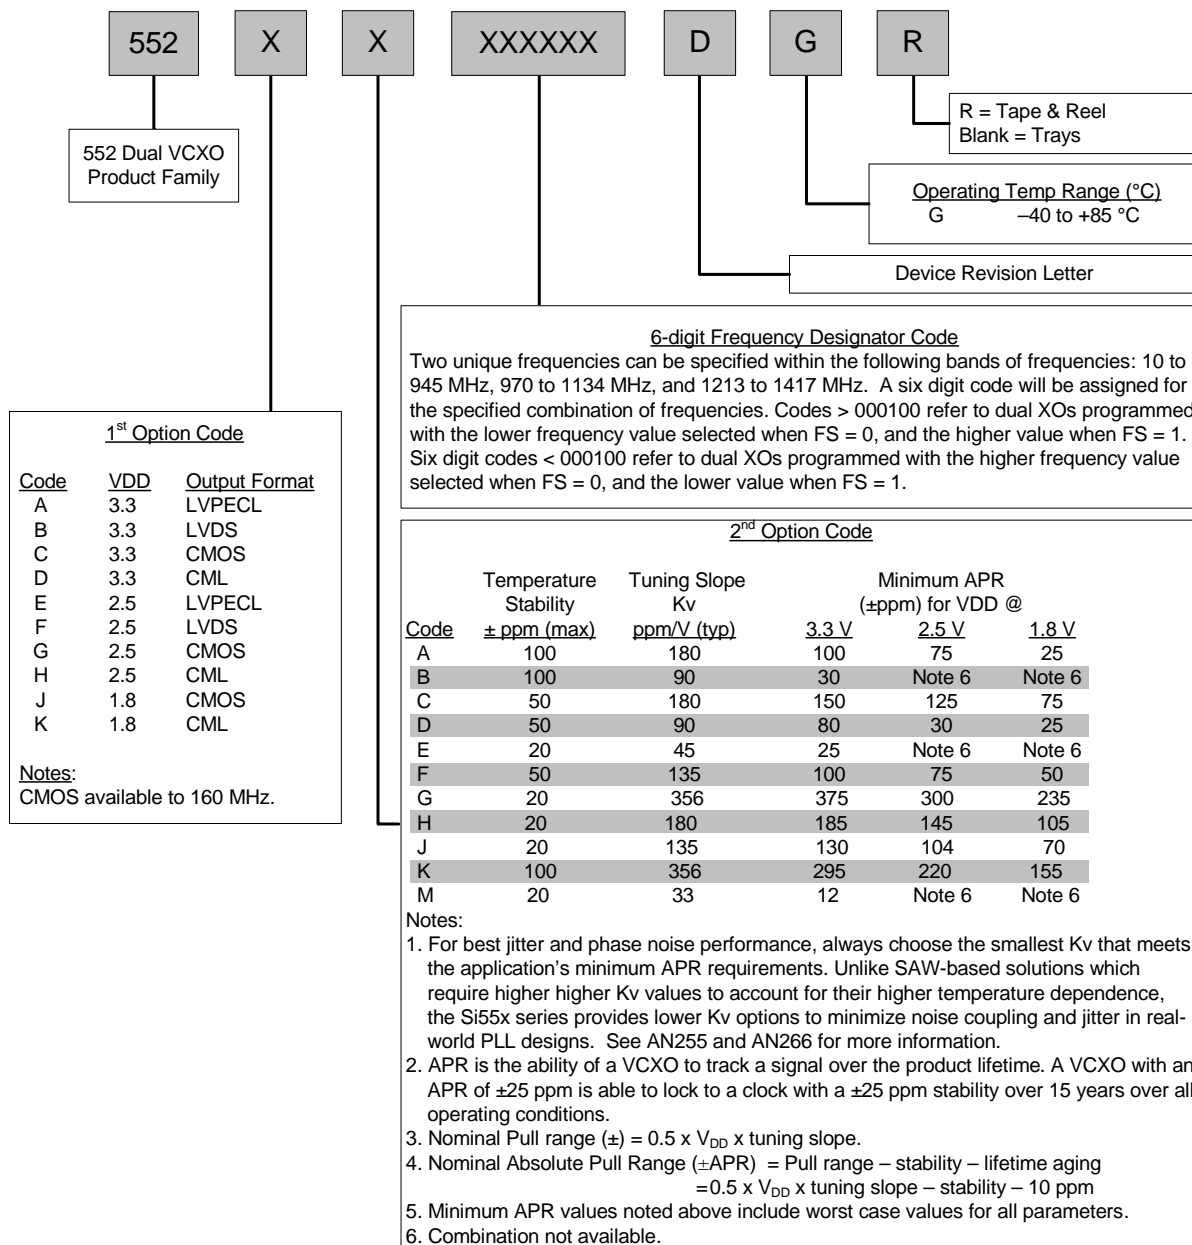 552 X X XXXXXX D G R
R = Tape & Reel
Blank = Trays
552 Dual VCXO
Product Family
Operating Temp Range (°C)
G –40 to +85 °C
Device Revision Letter
6-digit Frequency Designator Code
Two unique frequencies can be specified within the following bands of frequencies: 10 to
945 MHz, 970 to 1134 MHz, and 1213 to 1417 MHz. A six digit code will be assigned for
the specified combination of frequencies. Codes > 000100 refer to dual XOs programmed
with the lower frequency value selected when FS = 0, and the higher value when FS = 1.
Six digit codes < 000100 refer to dual XOs programmed with the higher frequency value
selected when FS = 0, and the lower value when FS = 1.
1st Option Code
Code VDD Output Format
A 3.3 LVPECL
B 3.3 LVDS
C 3.3 CMOS
D 3.3 CML
E 2.5 LVPECL
F 2.5 LVDS
G 2.5 CMOS
H 2.5 CML
J 1.8 CMOS
K 1.8 CML
Notes:
CMOS available to 160 MHz.
2nd Option Code
Temperature Tuning Slope Minimum APR
Stability Kv (±ppm) for VDD @
Code ± ppm (max) ppm/V (typ) 3.3 V 2.5 V 1.8 V
A 100 180 100 75 25
B 100 90 30 Note 6 Note 6
C 50 180 150 125 75
D 50 90 80 30 25
E 20 45 25 Note 6 Note 6
F 50 135 100 75 50
G 20 356 375 300 235
H 20 180 185 145 105
J 20 135 130 104 70
K 100 356 295 220 155
M 20 33 12 Note 6 Note 6
Notes:
1. For best jitter and phase noise performance, always choose the smallest Kv that meets
the application’s minimum APR requirements. Unlike SAW-based solutions which
require higher higher Kv values to account for their higher temperature dependence,
the Si55x series provides lower Kv options to minimize noise coupling and jitter in real-
world PLL designs. See AN255 and AN266 for more information.
2. APR is the ability of a VCXO to track a signal over the product lifetime. A VCXO with an
APR of ±25 ppm is able to lock to a clock with a ±25 ppm stability over 15 years over all
operating conditions.
3. Nominal Pull range (±) = 0.5 x VDD x tuning slope.
4. Nominal Absolute Pull Range (±APR) = Pull range – stability – lifetime aging
= 0.5 x VDD x tuning slope – stability – 10 ppm
5. Minimum APR values noted above include worst case values for all parameters.
6. Combination not available.